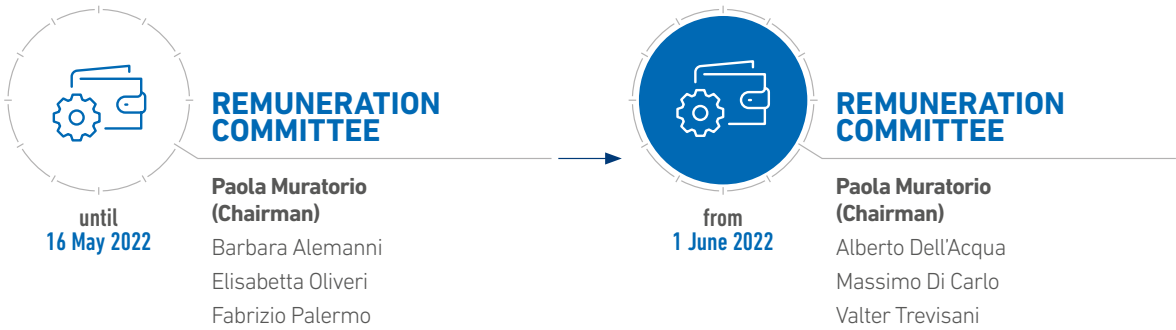 REMUNERATION
COMMITTEE
Paola Muratorio
(Chairman)
Barbara Alemanni
Elisabetta Oliveri
Fabrizio Palermo
until
16 May 2022
REMUNERATION
COMMITTEE
Paola Muratorio
(Chairman)
Alberto Dell'Acqua
Massimo Di Carlo
Valter Trevisani
from
1 June 2022